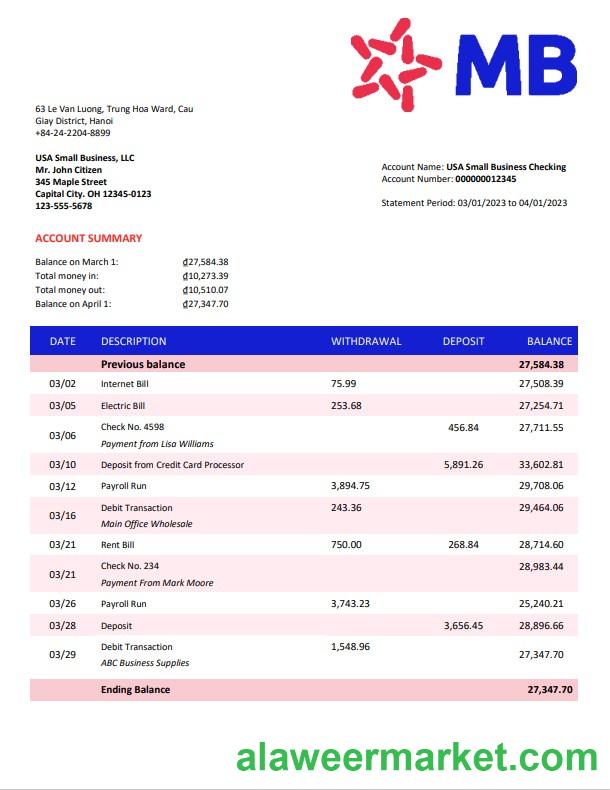 MB
63 Le Van Luong, Trung Hoa Ward, Cau
Giay District, Hanoi
+84-24-2204-8899
USA Small Business, LLC
Mr. John Citizen
345 Maple Street
Capital City. OH 12345-0123
123-555-5678
Account Name: USA Small Business Checking
Account Number: 000000012345
Statement Period: 03/01/2023 to 04/01/2023
ACCOUNT SUMMARY
Balance on March 1: ₫27,584.38
Total money in: ₫10,273.39
Total money out: ₫10,510.07
Balance on April 1: ₫27,347.70
DATE DESCRIPTION WITHDRAWAL DEPOSIT BALANCE
Previous balance 27,584.38
03/02 Internet Bill 75.99 27,508.39
03/05 Electric Bill 253.68 27,254.71
03/06 Check No. 4598 456.84 27,711.55
Payment from Lisa Williams
03/10 Deposit from Credit Card Processor 5,891.26 33,602.81
03/12 Payroll Run 3,894.75 29,708.06
03/16 Debit Transaction 243.36 29,464.06
Main Office Wholesale
03/21 Rent Bill 750.00 268.84 28,714.60
03/21 Check No. 234 28,983.44
Payment From Mark Moore
03/26 Payroll Run 3,743.23 25,240.21
03/28 Deposit 3,656.45 28,896.66
03/29 Debit Transaction 1,548.96 27,347.70
ABC Business Supplies
Ending Balance 27,347.70
alaweermarket.com